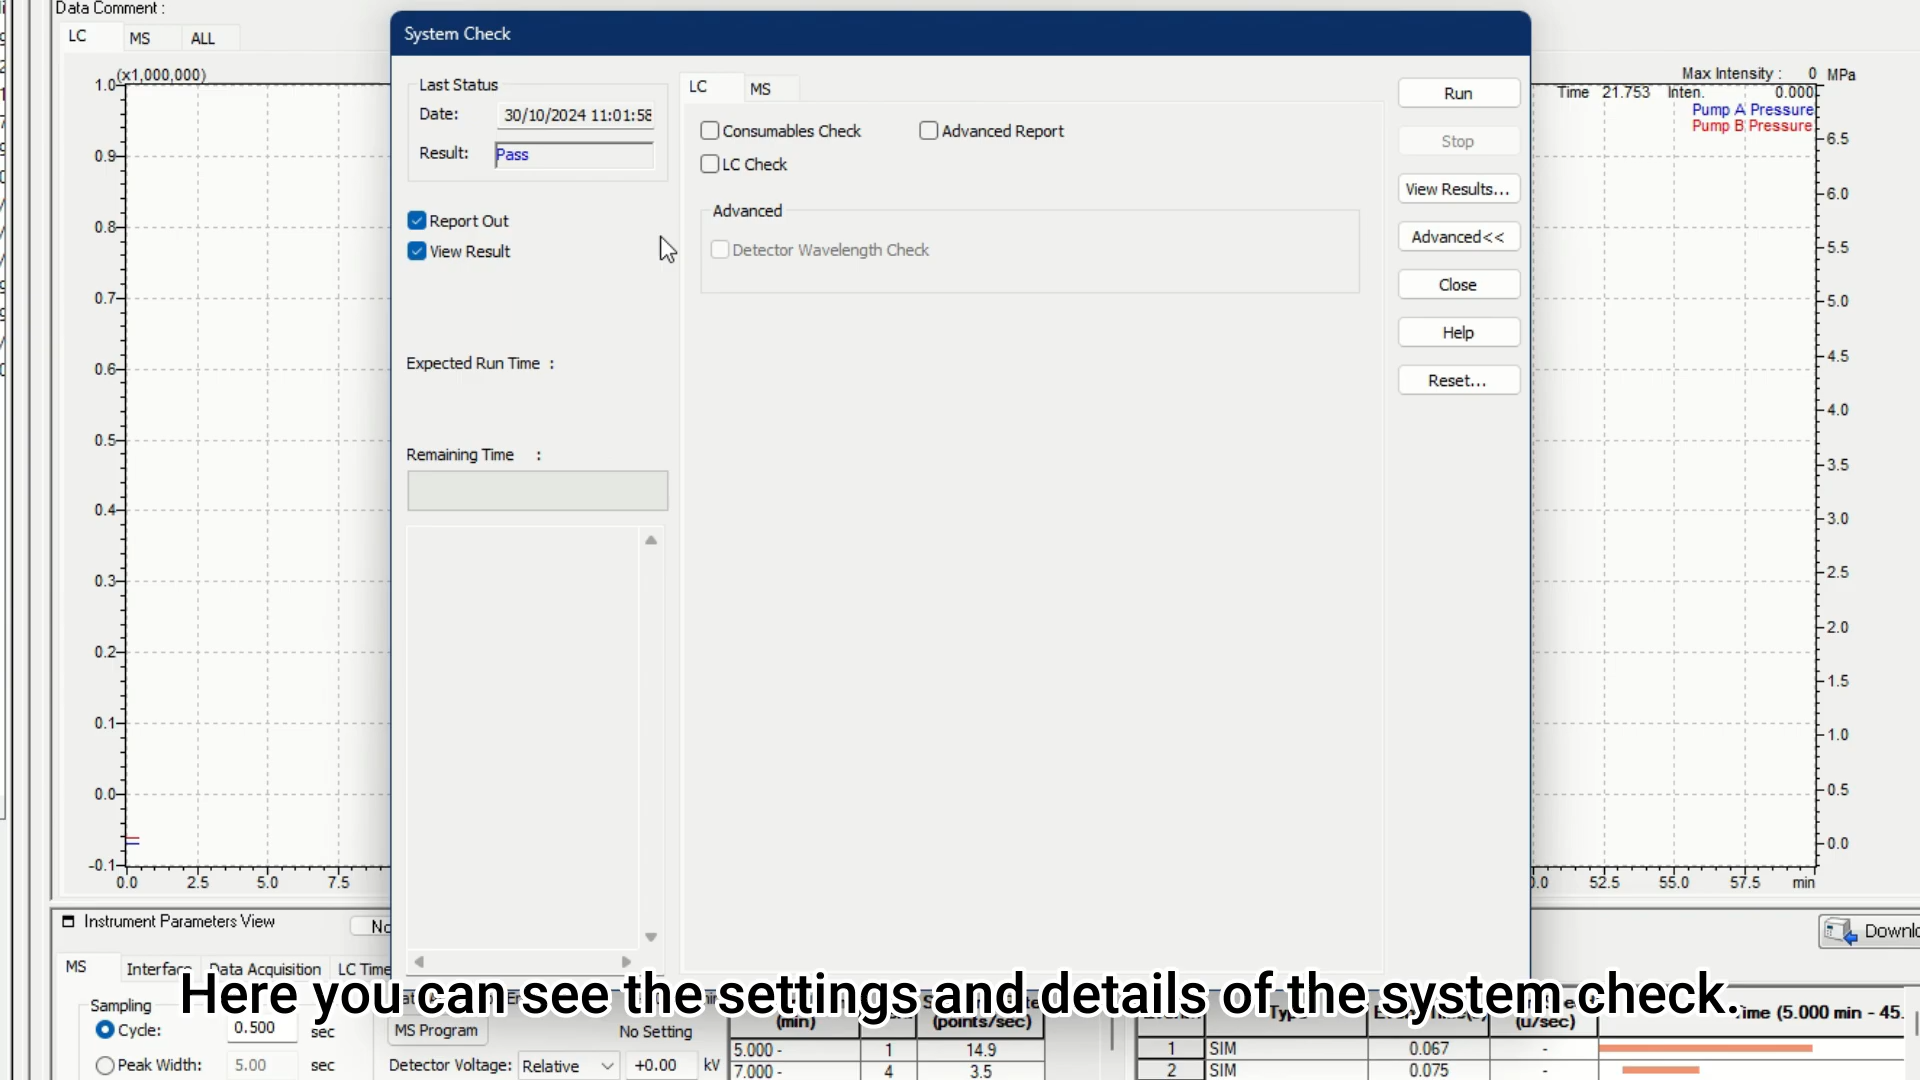 Data Comment :
LC MS ALL
(x1,000,000)
1.0
0.9
0.8
0.7
0.6
0.5
0.4
0.3
0.2
0.1
0.0
-0.1
0.0 2.5 5.0 7.5
System Check
Last Status
Date: 30/10/2024 11:01:58
Result: Pass
Report Out
View Result
Expected Run Time :
Remaining Time :
LC MS
Consumables Check Advanced Report
LC Check
Advanced
Detector Wavelength Check
Run
Stop
View Results...
Advanced<<
Close
Help
Reset...
Max Intensity : 0 MPa
Time 21.753 Inten. 0.000
Pump A Pressure
Pump B Pressure
6.5
6.0
5.5
5.0
4.5
4.0
3.5
3.0
2.5
2.0
1.5
1.0
0.5
0.0
52.5 55.0 57.5 min
Instrument Parameters View
MS Interface Data Acquisition LC Time
Here you can see the settings and details of the system check.
Sampling
Cycle: 0.500 sec
Peak Width: 5.00 sec
MS Program No Setting
Detector Voltage: Relative +0.00 kV
(min) (points/sec)
5.000 - 1 14.9
7.000 - 4 3.5
Type (u/sec) Time (5.000 min - 45.
1 SIM 0.067 -
2 SIM 0.075 -